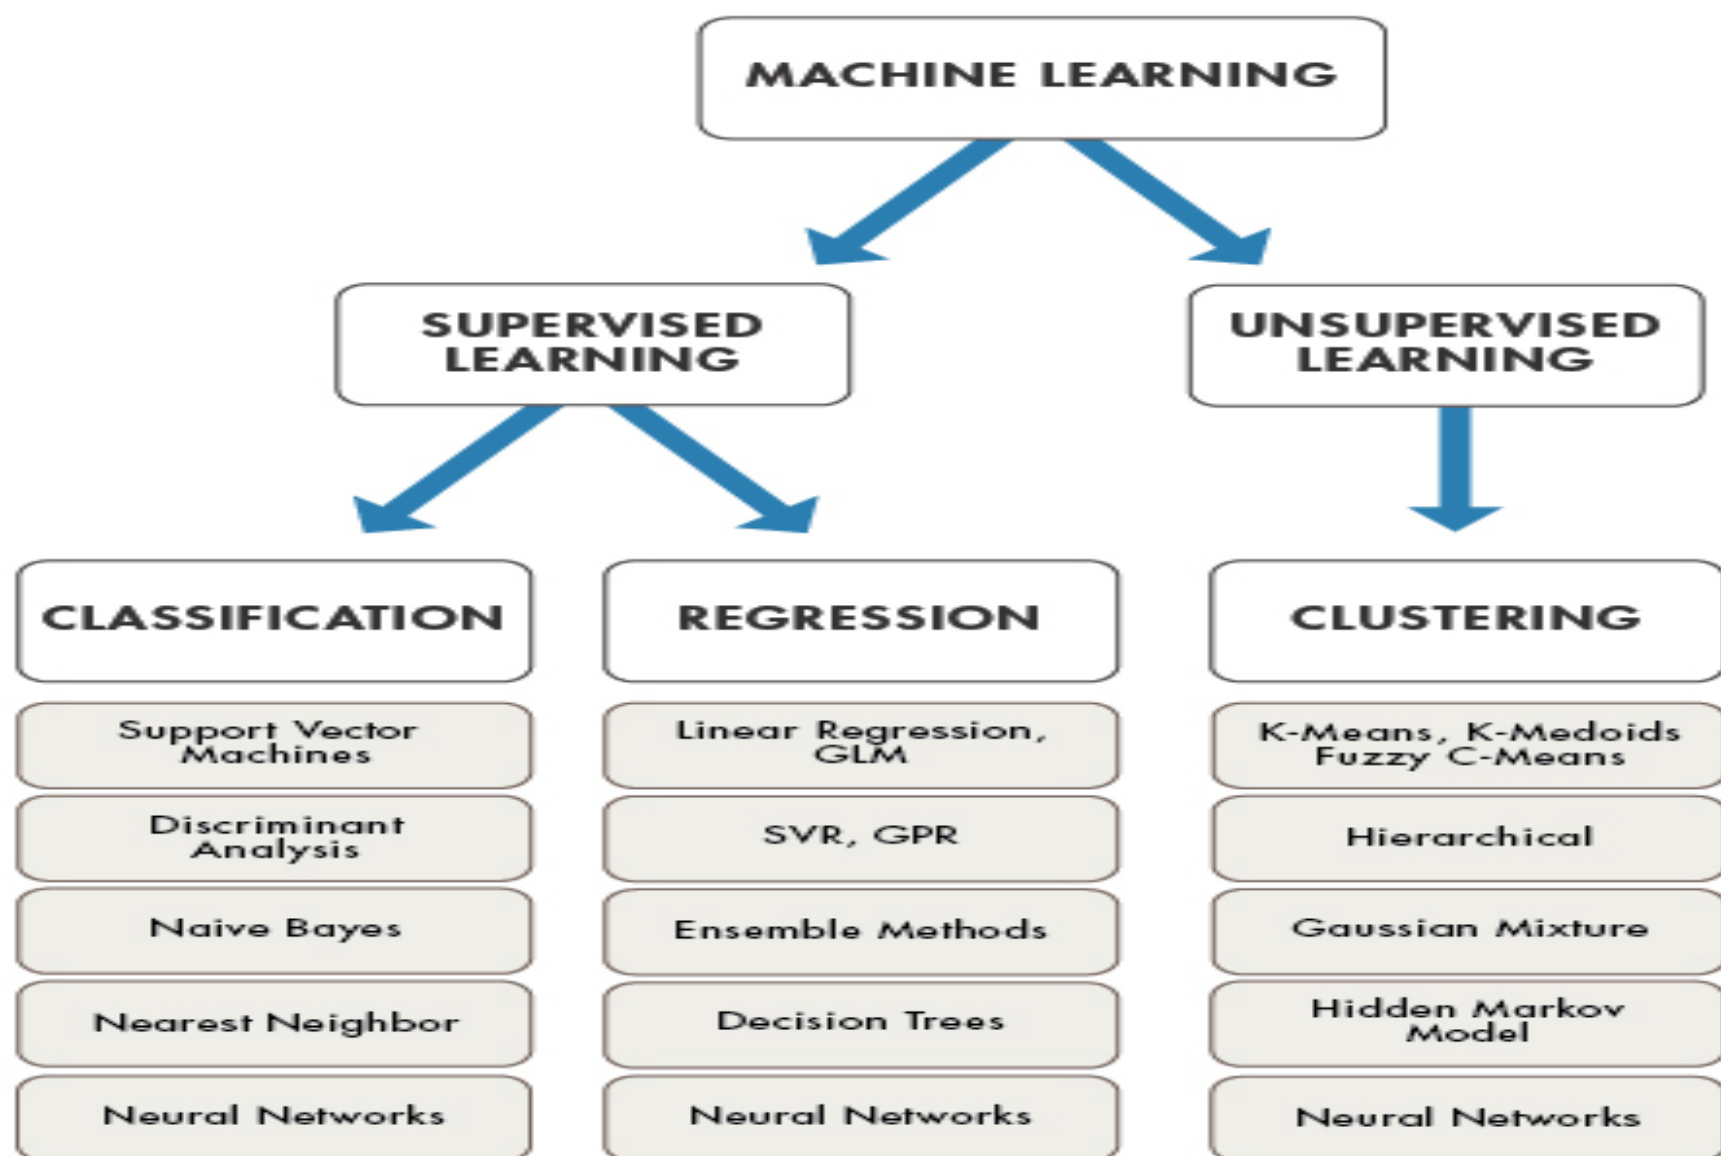 MACHINE LEARNING
SUPERVISED
LEARNING
UNSUPERVISED
LEARNING
CLASSIFICATION
Support Vector
Machines
Discriminant
Analysis
Naive Bayes
Nearest Neighbor
Neural Networks
REGRESSION
Linear Regression,
GLM
SVR, GPR
Ensemble Methods
Decision Trees
Neural Networks
CLUSTERING
K-Means, K-Medoids
Fuzzy C-Means
Hierarchical
Gaussian Mixture
Hidden Markov
Model
Neural Networks